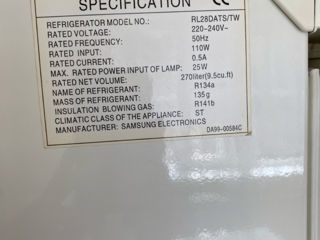 SPECIFICATION CE
REFRIGERATOR MODEL NO.: RL28DATS/TW
RATED VOLTAGE: 220~240V~
RATED FREQUENCY: 50Hz
RATED INPUT: 110W
RATED CURRENT: 0.5A
MAX. RATED POWER INPUT OF LAMP: 25W
RATED NET VOLUME: 270liter(9.5cu.ft)
NAME OF REFRIGERANT: R134a
MASS OF REFRIGERANT: 135g
INSULATION BLOWING GAS: R141b
CLIMATIC CLASS OF THE APPLIANCE: ST
MANUFACTURER: SAMSUNG ELECTRONICS
DA99-00584C